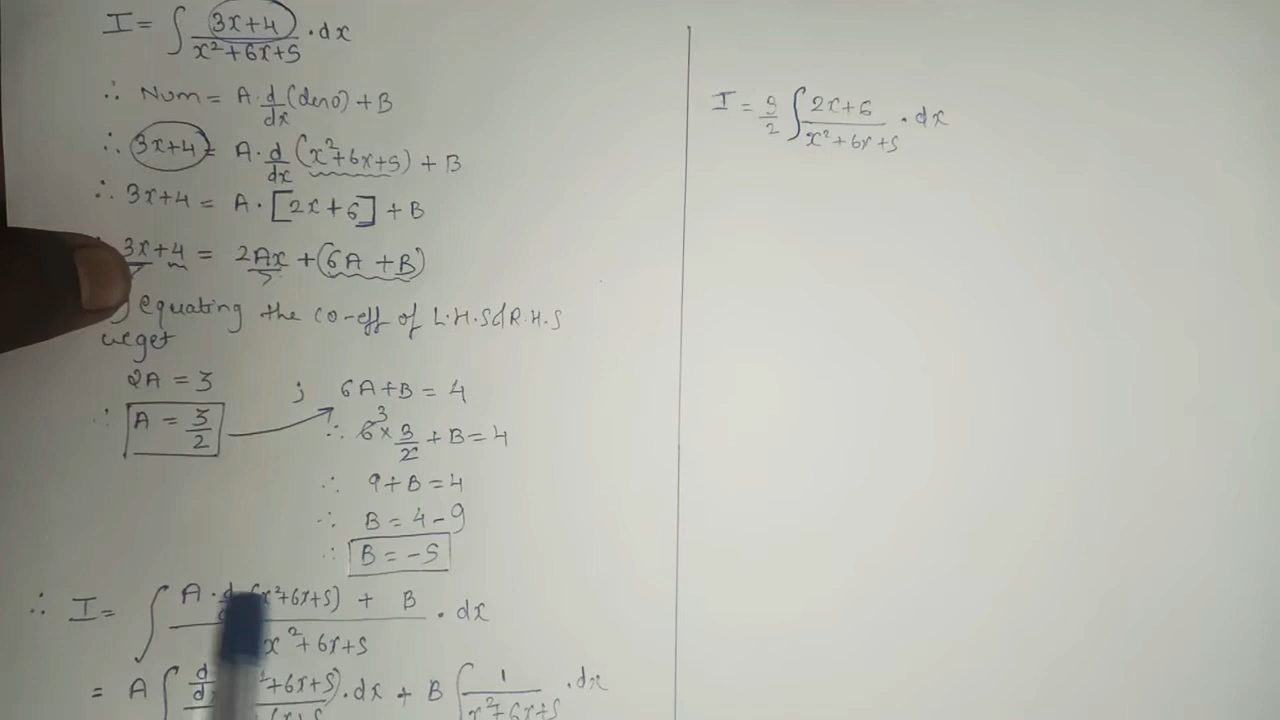 I = ∫ (3x+4)/(x²+6x+5) · dx
∴ Num = A · d/dx (deno) + B
∴ 3x+4 = A · d/dx (x²+6x+5) + B
∴ 3x+4 = A · [2x+6] + B
3x+4 = 2Ax + (6A+B)
equating the co-eff of L.H.S & R.H.S
we get
2A = 3 ; 6A+B = 4
∴ A = 3/2
∴ 6³ × 3/2 + B = 4
∴ 9+B = 4
∴ B = 4-9
∴ B = -5
∴ I = ∫ (A · d (x²+6x+5) + B)/(x²+6x+5) · dx
= A ∫ d/dx +6x+5) · dx + B ∫ 1/(x²+6x+5) · dx
I = 3/2 ∫ (2x+6)/(x²+6x+5) · dx